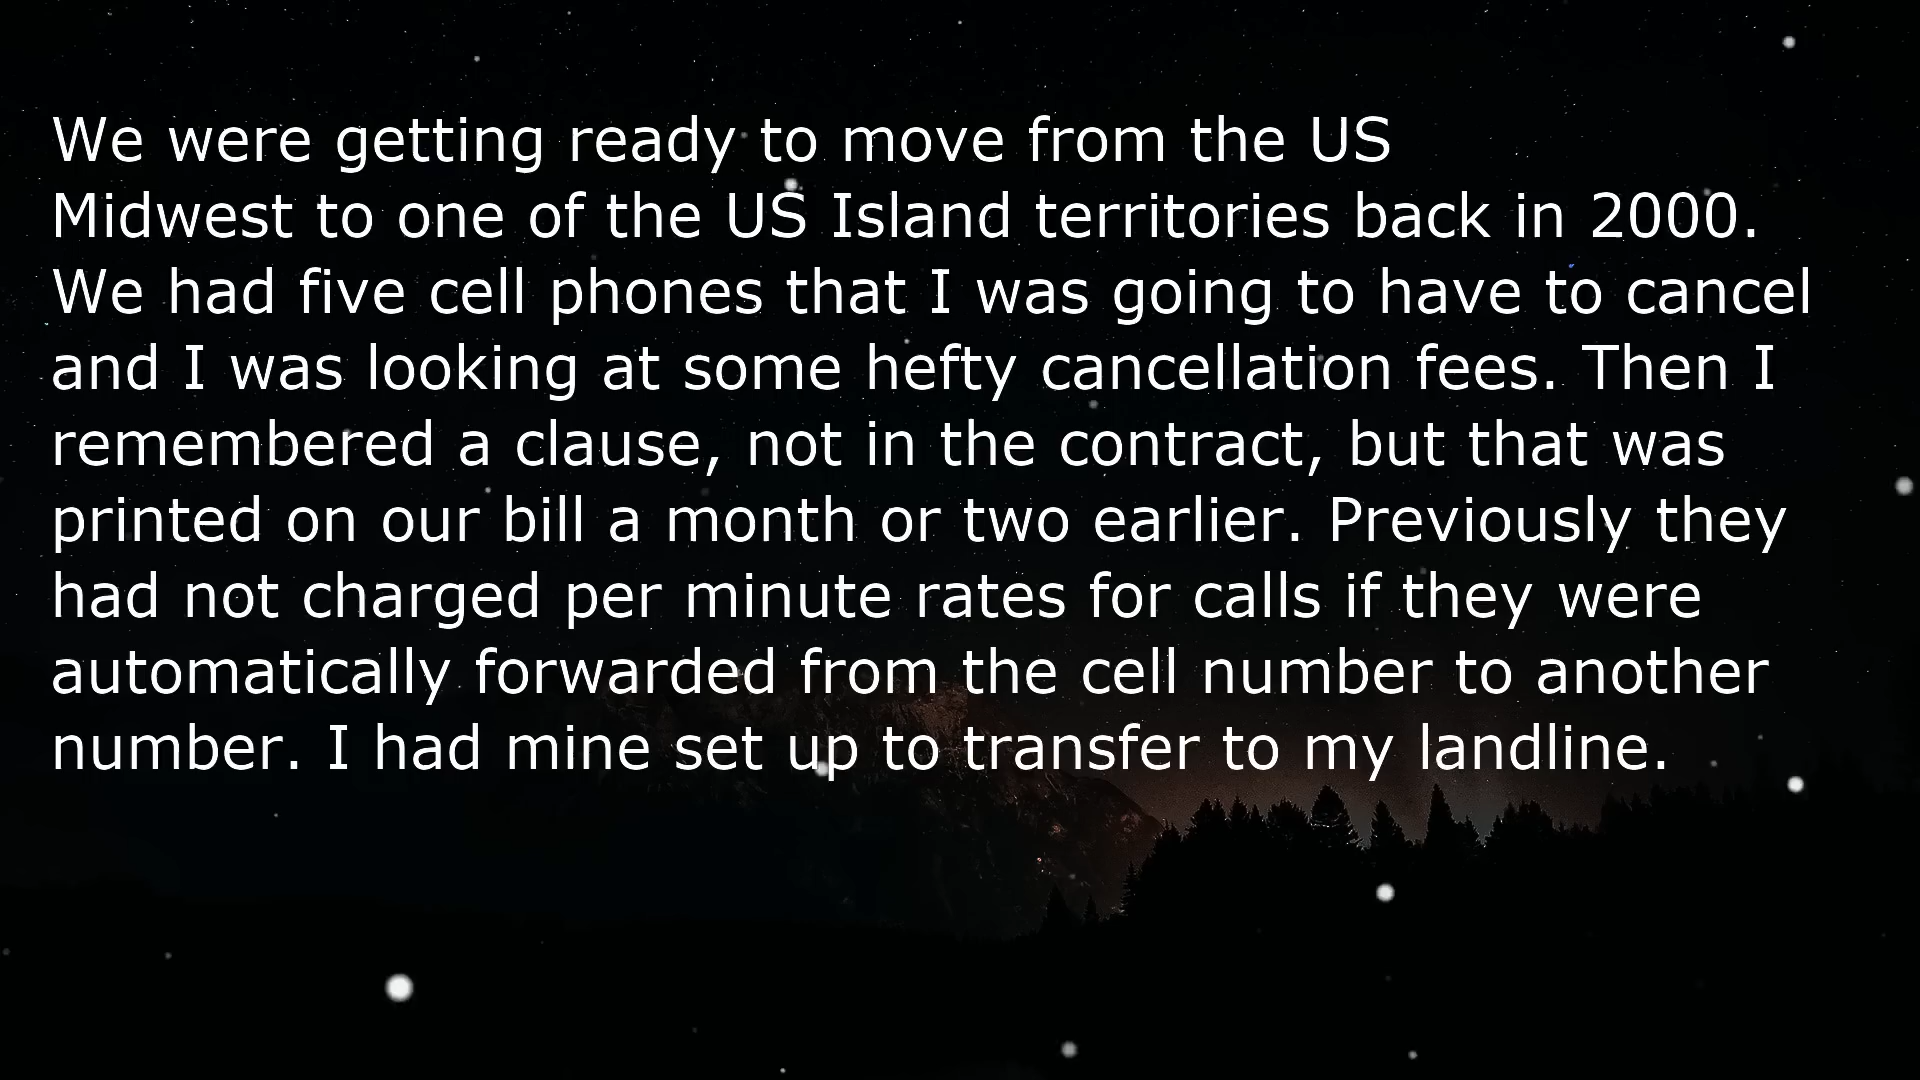 We were getting ready to move from the US
Midwest to one of the US Island territories back in 2000.
We had five cell phones that I was going to have to cancel
and I was looking at some hefty cancellation fees. Then I
remembered a clause, not in the contract, but that was
printed on our bill a month or two earlier. Previously they
had not charged per minute rates for calls if they were
automatically forwarded from the cell number to another
number. I had mine set up to transfer to my landline.